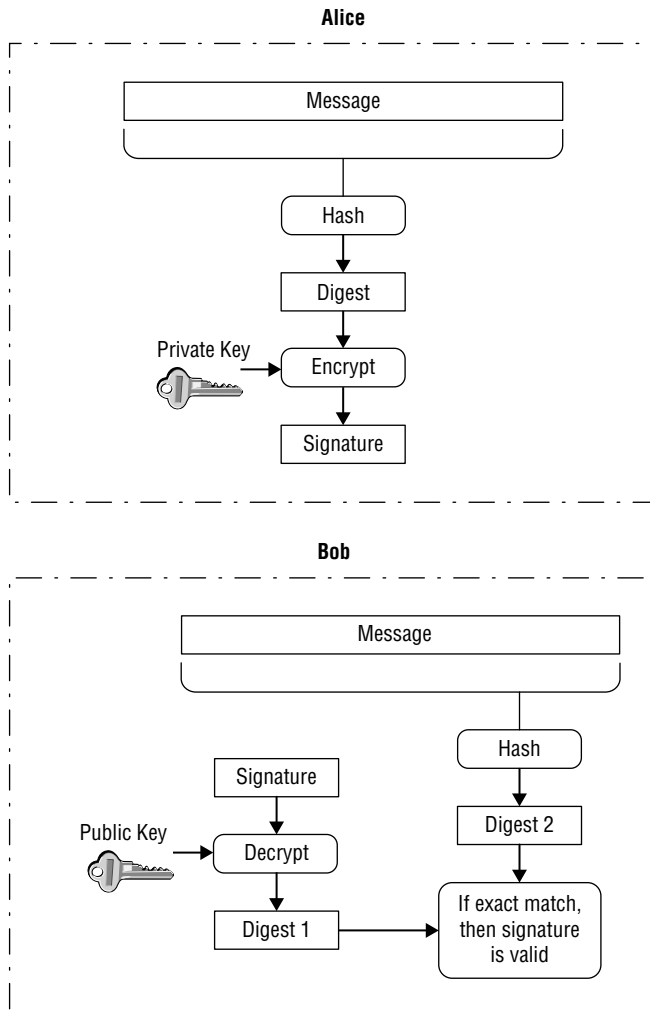 Alice
Message
Hash
Digest
Private Key
Encrypt
Signature
Bob
Message
Hash
Signature
Digest 2
Public Key
Decrypt
Digest 1
If exact match,
then signature
is valid